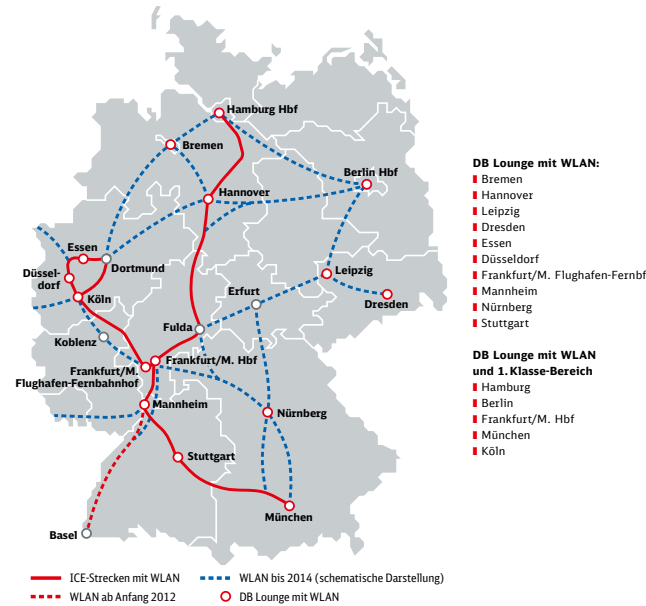 Hamburg Hbf
Bremen
Berlin Hbf
Hannover
Essen
Düssel-
dorf
Dortmund
Leipzig
Köln
Erfurt
Dresden
Koblenz
Fulda
Frankfurt/M.
Flughafen-Fernbahnhof
Frankfurt/M. Hbf
Mannheim
Nürnberg
Stuttgart
München
Basel
DB Lounge mit WLAN:
Bremen
Hannover
Leipzig
Dresden
Essen
Düsseldorf
Frankfurt/M. Flughafen-Fernbf
Mannheim
Nürnberg
Stuttgart
DB Lounge mit WLAN
und 1. Klasse-Bereich
Hamburg
Berlin
Frankfurt/M. Hbf
München
Köln
ICE-Strecken mit WLAN
WLAN bis 2014 (schematische Darstellung)
WLAN ab Anfang 2012
DB Lounge mit WLAN